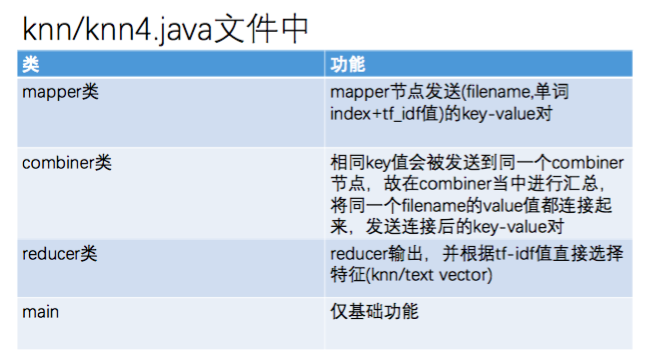 knn/knn4.java文件中
类
功能
mapper类
mapper节点发送(filename,单词
index+tf_idf值)的key-value对
combiner类
相同key值会被发送到同一个combiner
节点，故在combiner当中进行汇总，
将同一个filename的value值都连接起
来，发送连接后的key-value对
reducer类
reducer输出，并根据tf-idf值直接选择
特征(knn/text vector)
main
仅基础功能